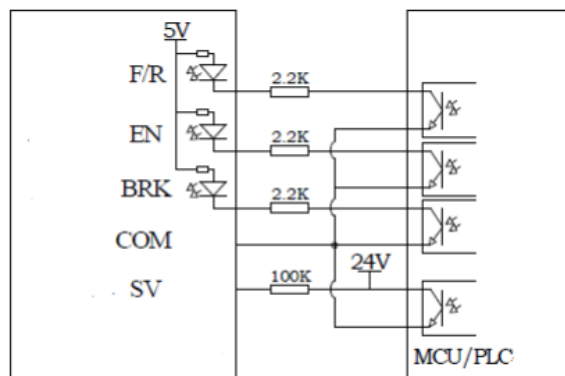 5V
F/R
2.2K
EN
2.2K
BRK
2.2K
COM
24V
SV
100K
MCU/PLC